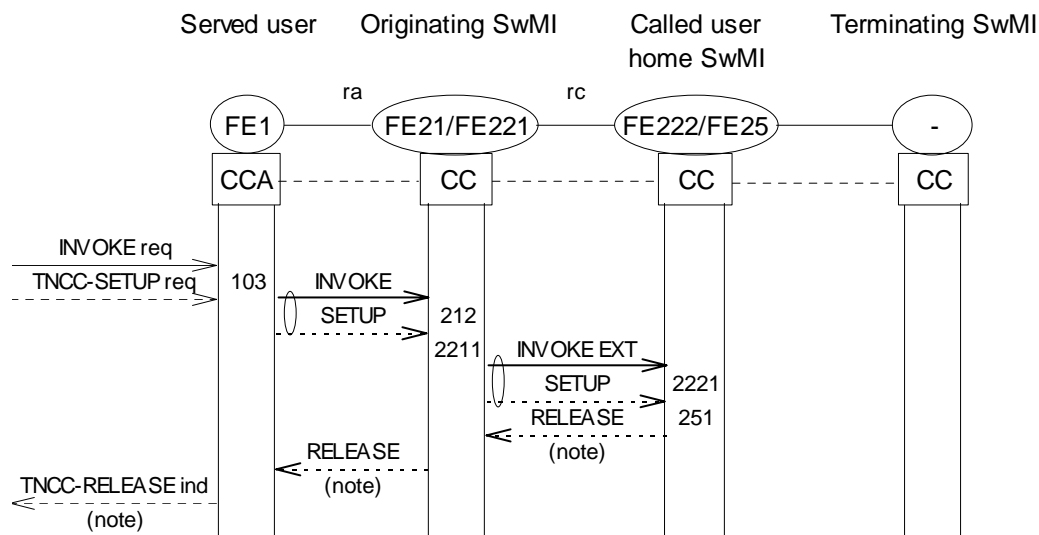 Served user
Originating SwMI
Called user
home SwMI
Terminating SwMI
ra
rc
FE1
FE21/FE221
FE222/FE25
-
CCA
CC
CC
CC
INVOKE req
TNCC-SETUP req
103
INVOKE
SETUP
212
2211
INVOKE EXT
SETUP
2221
RELEASE
251
(note)
RELEASE
(note)
TNCC-RELEASE ind
(note)